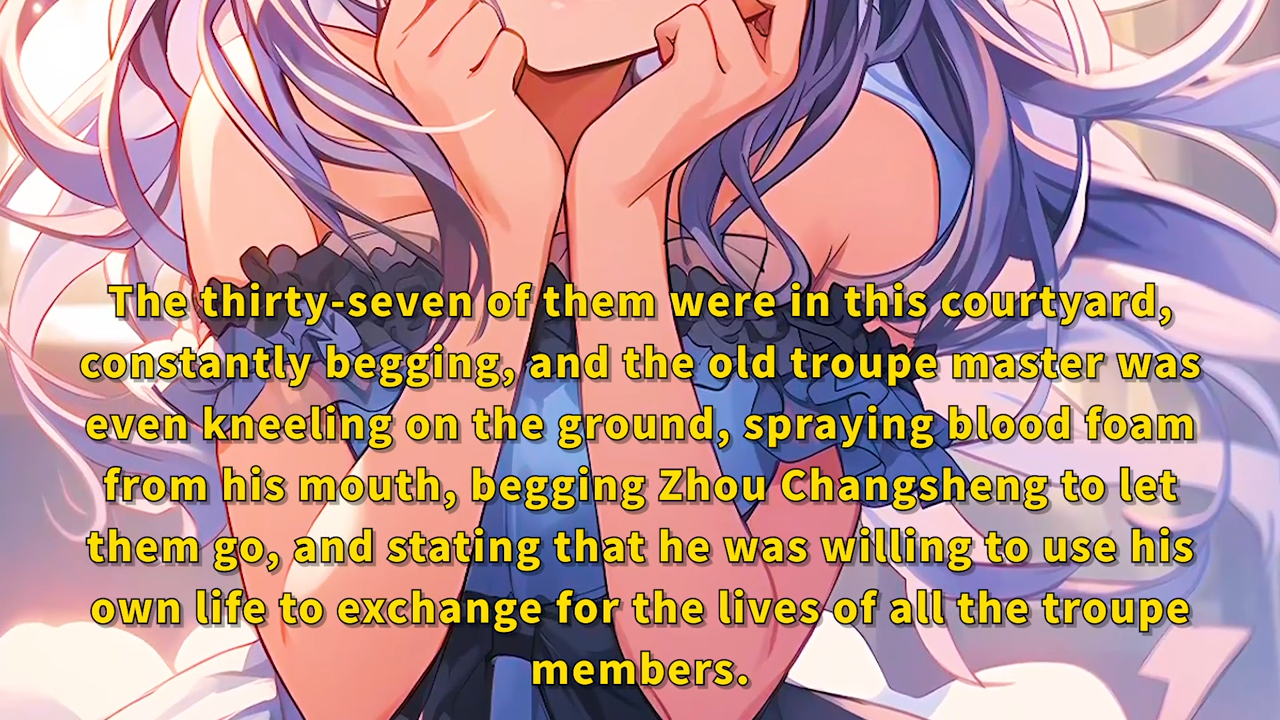 The thirty-seven of them were in this courtyard,
constantly begging, and the old troupe master was
even kneeling on the ground, spraying blood foam
from his mouth, begging Zhou Changsheng to let
them go, and stating that he was willing to use his
own life to exchange for the lives of all the troupe
members.